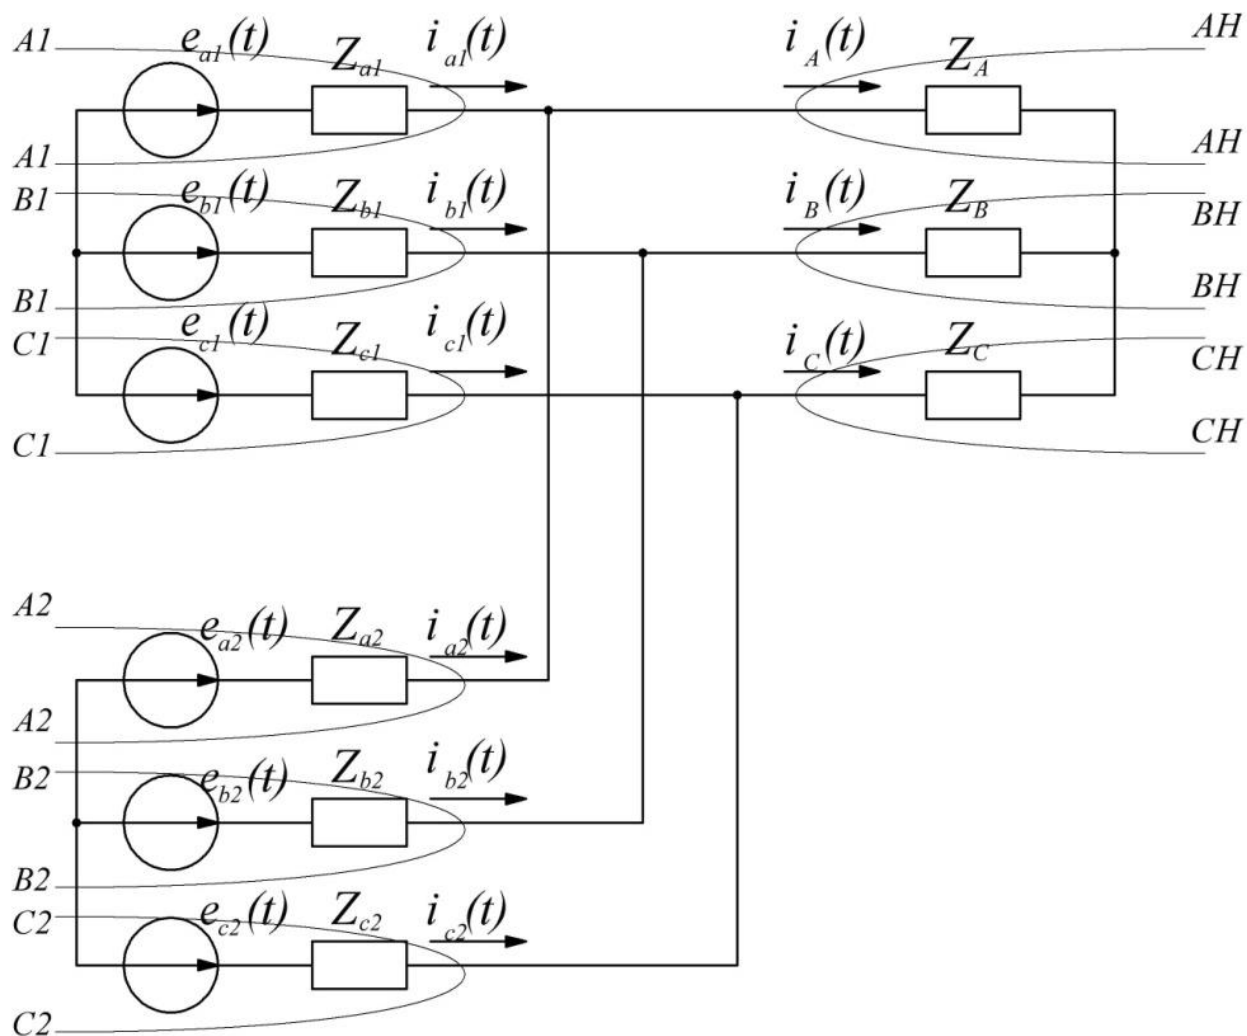 A1 e_a1(t) Z_a1 i_a1(t) i_A(t) Z_A AH
A1 AH
B1 e_b1(t) Z_b1 i_b1(t) i_B(t) Z_B BH
B1 BH
C1 e_c1(t) Z_c1 i_c1(t) i_C(t) Z_C CH
C1 CH
A2 e_a2(t) Z_a2 i_a2(t)
A2
B2 e_b2(t) Z_b2 i_b2(t)
B2
C2 e_c2(t) Z_c2 i_c2(t)
C2